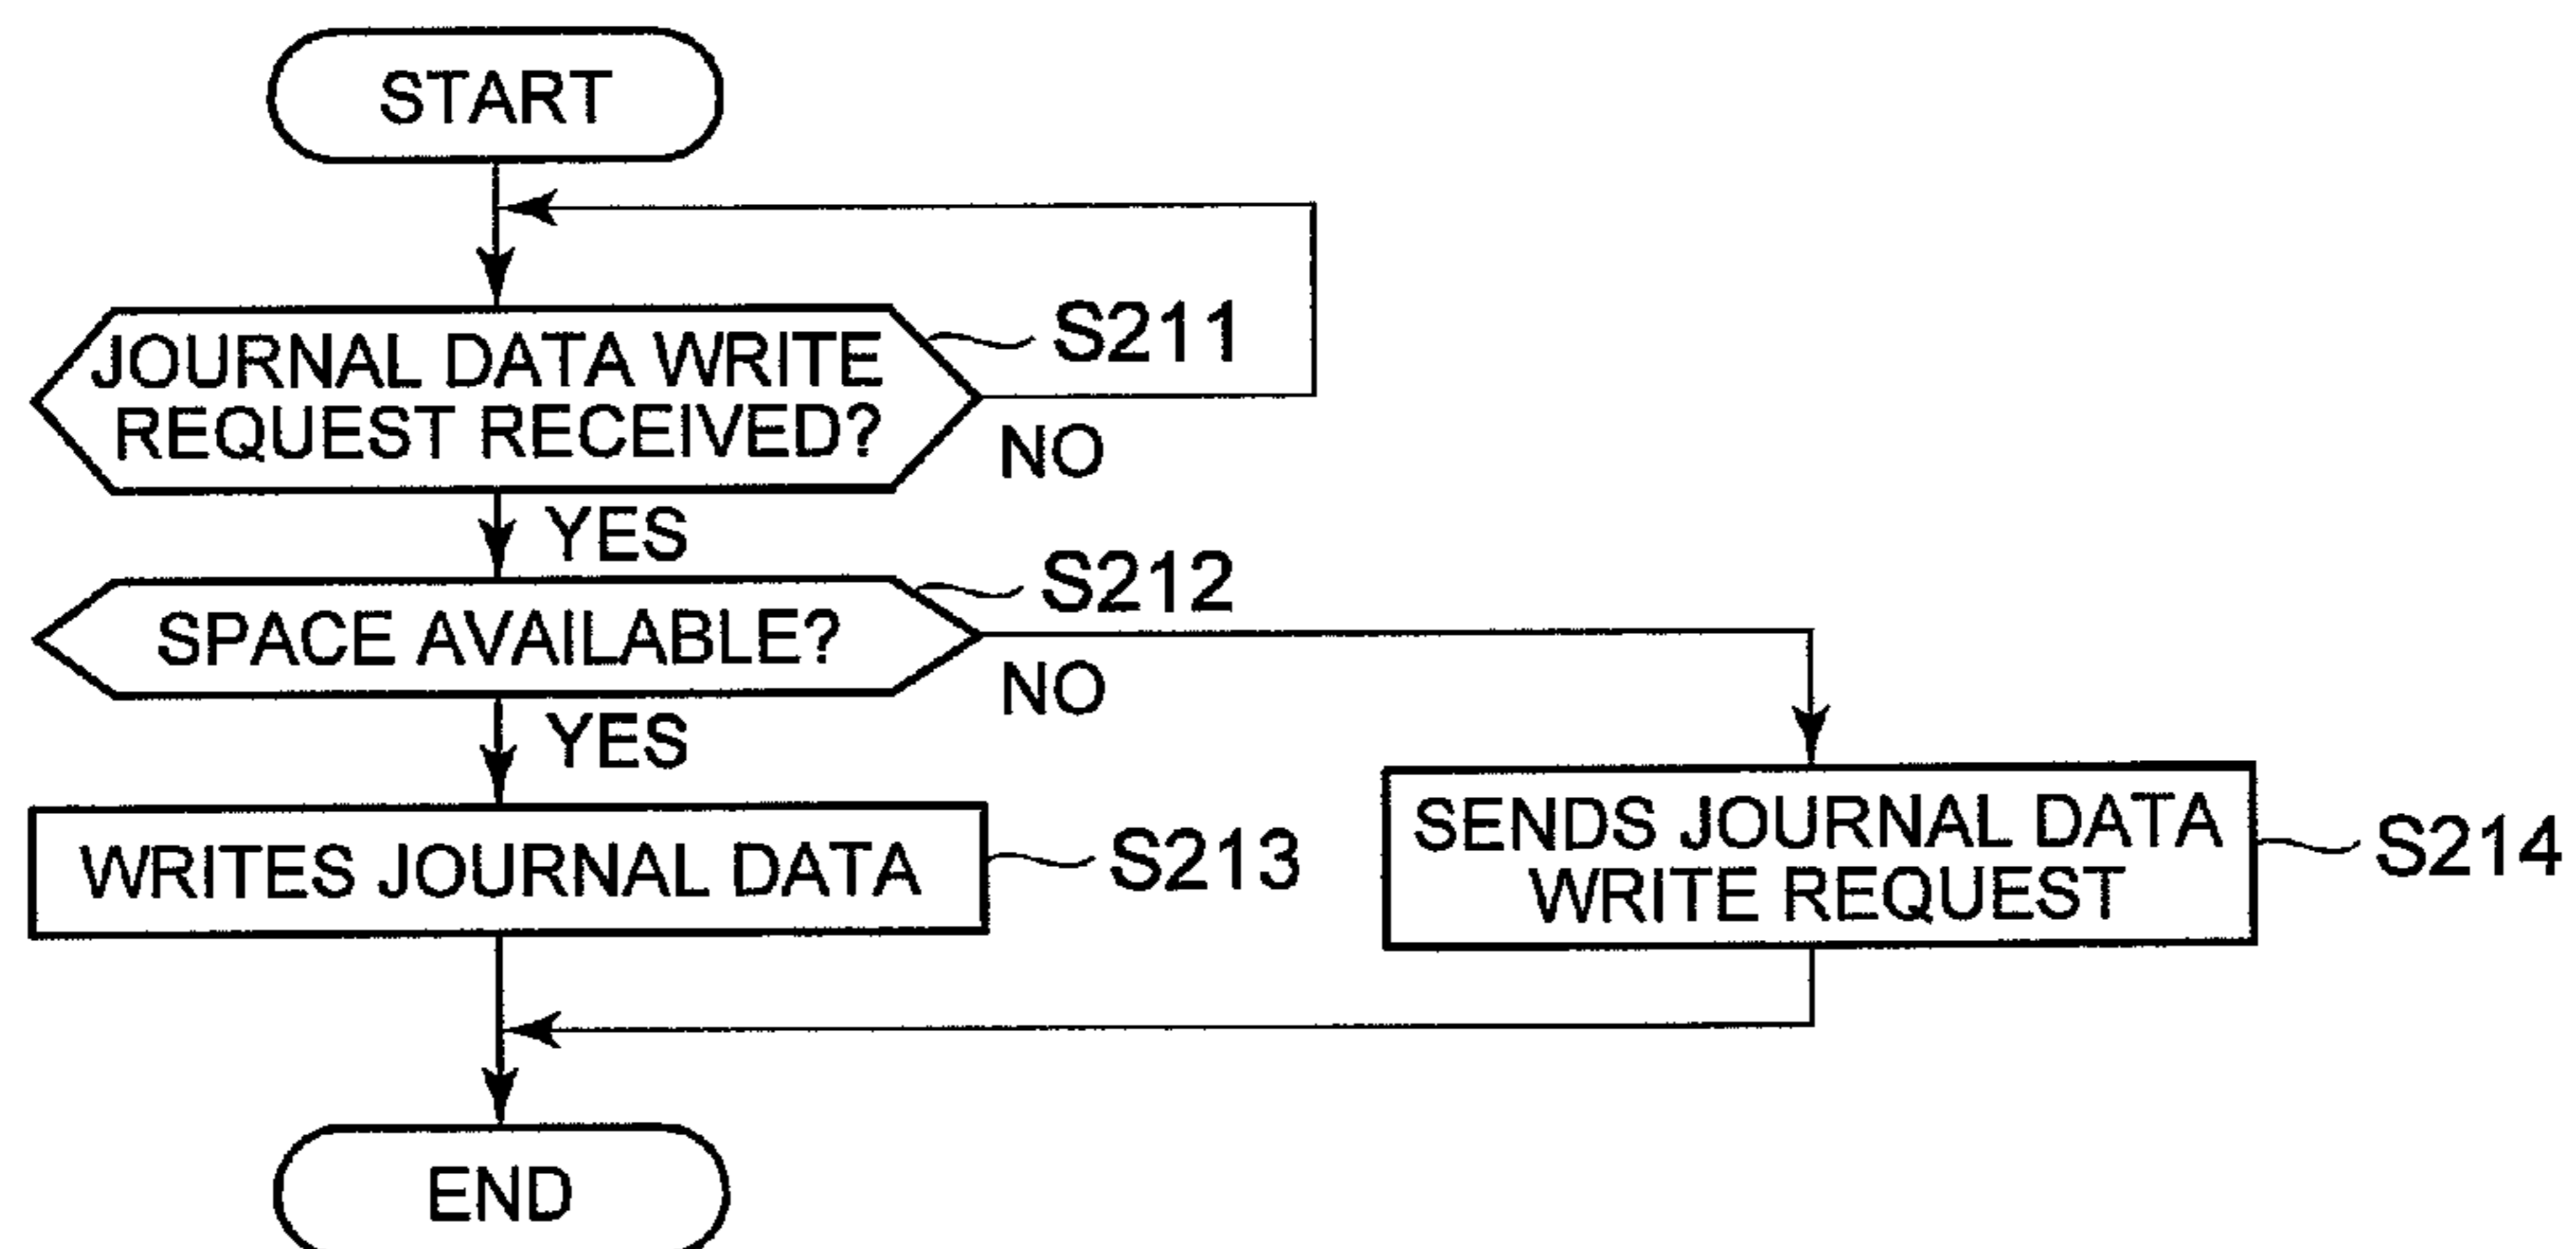 START
JOURNAL DATA WRITE
REQUEST RECEIVED?
S211
NO
YES
SPACE AVAILABLE?
S212
NO
YES
WRITES JOURNAL DATA
S213
SENDS JOURNAL DATA
WRITE REQUEST
S214
END